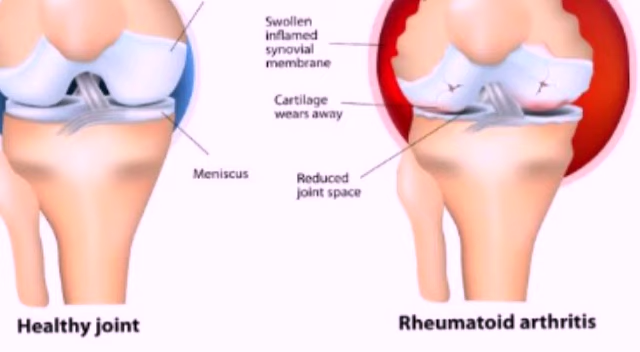 Swollen
inflamed
synovial
membrane
Cartilage
wears away
Meniscus
Reduced
joint space
Healthy joint
Rheumatoid arthritis